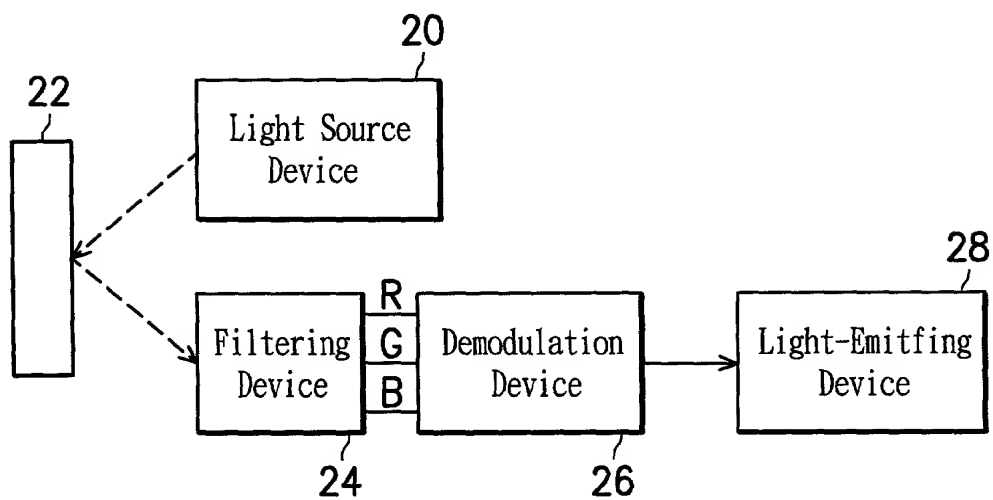 20
22
Light Source
Device
28
R
G
B
Filtering
Device
Demodulation
Device
Light-Emitfing
Device
24
26